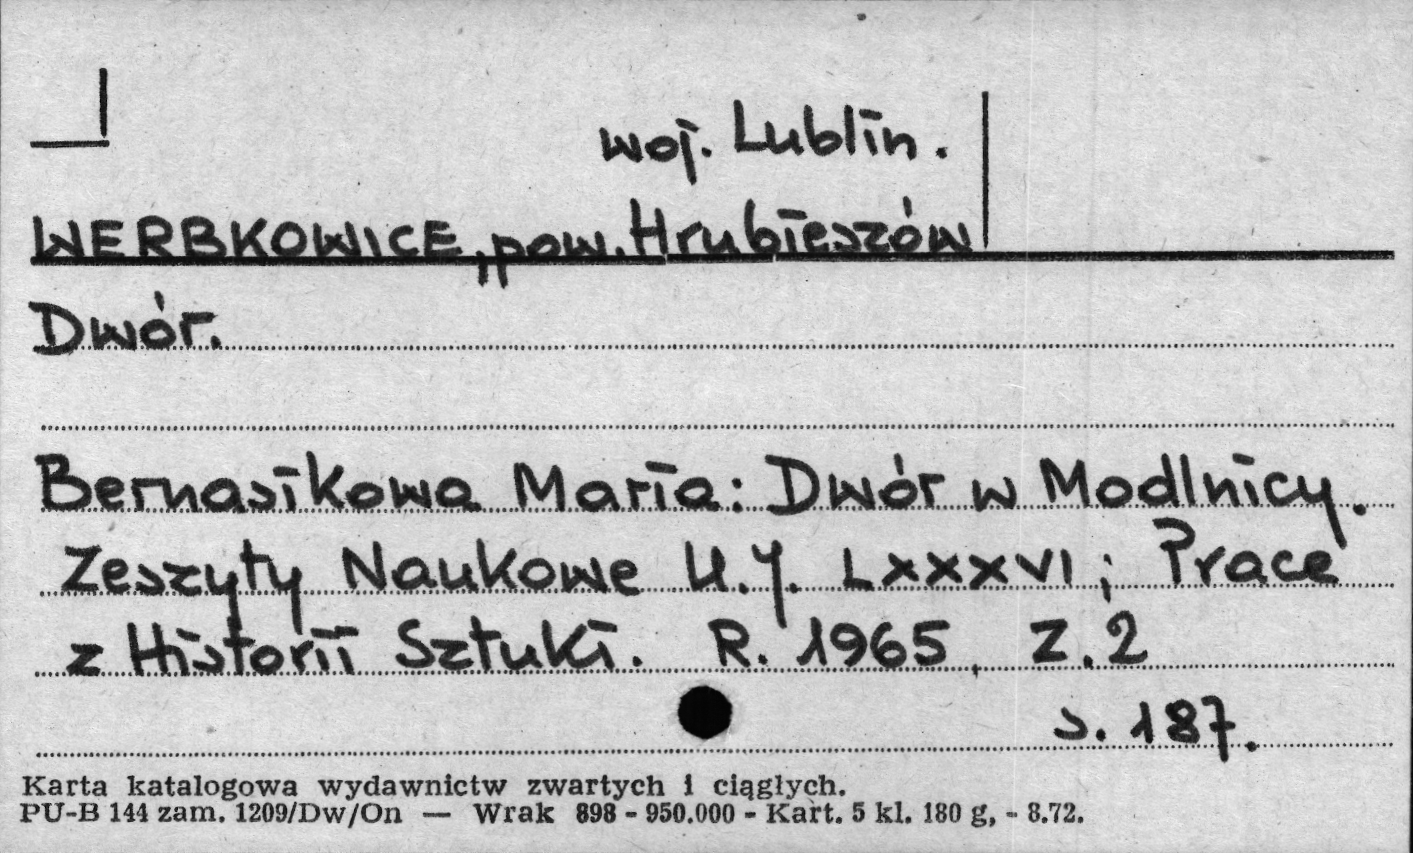 woj. Lublin.
WERBKOWICE, pow. Hrubieszów
Dwór.
Bernasikowa Maria: Dwór w Modlnicy.
Zeszyty Naukowe U.J. LXXXVI; Prace
z Historii Sztuki. R. 1965, Z.2
s. 187.
Karta katalogowa wydawnictw zwartych i ciągłych.
PU-B 144 zam. 1209/Dw/On — Wrak 898 - 950.000 - Kart. 5 kl. 180 g, - 8.72.